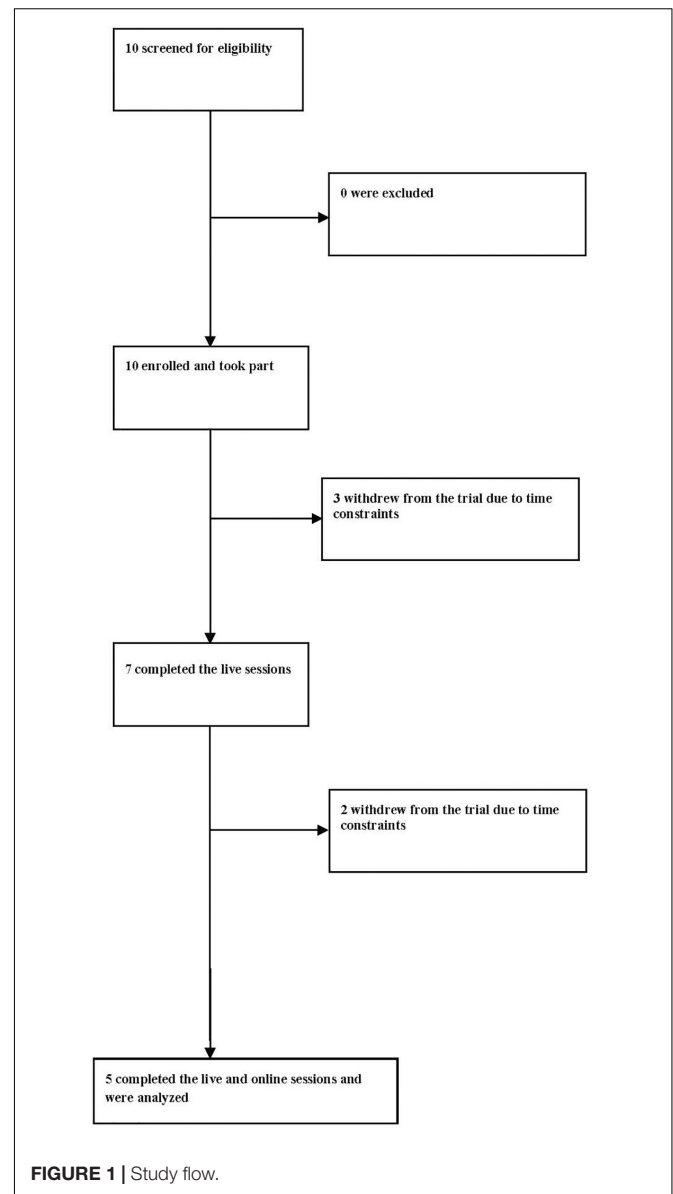 10 screened for eligibility
0 were excluded
10 enrolled and took part
3 withdrew from the trial due to time
constraints
7 completed the live sessions
2 withdrew from the trial due to time
constraints
5 completed the live and online sessions and
were analyzed
FIGURE 1 | Study flow.